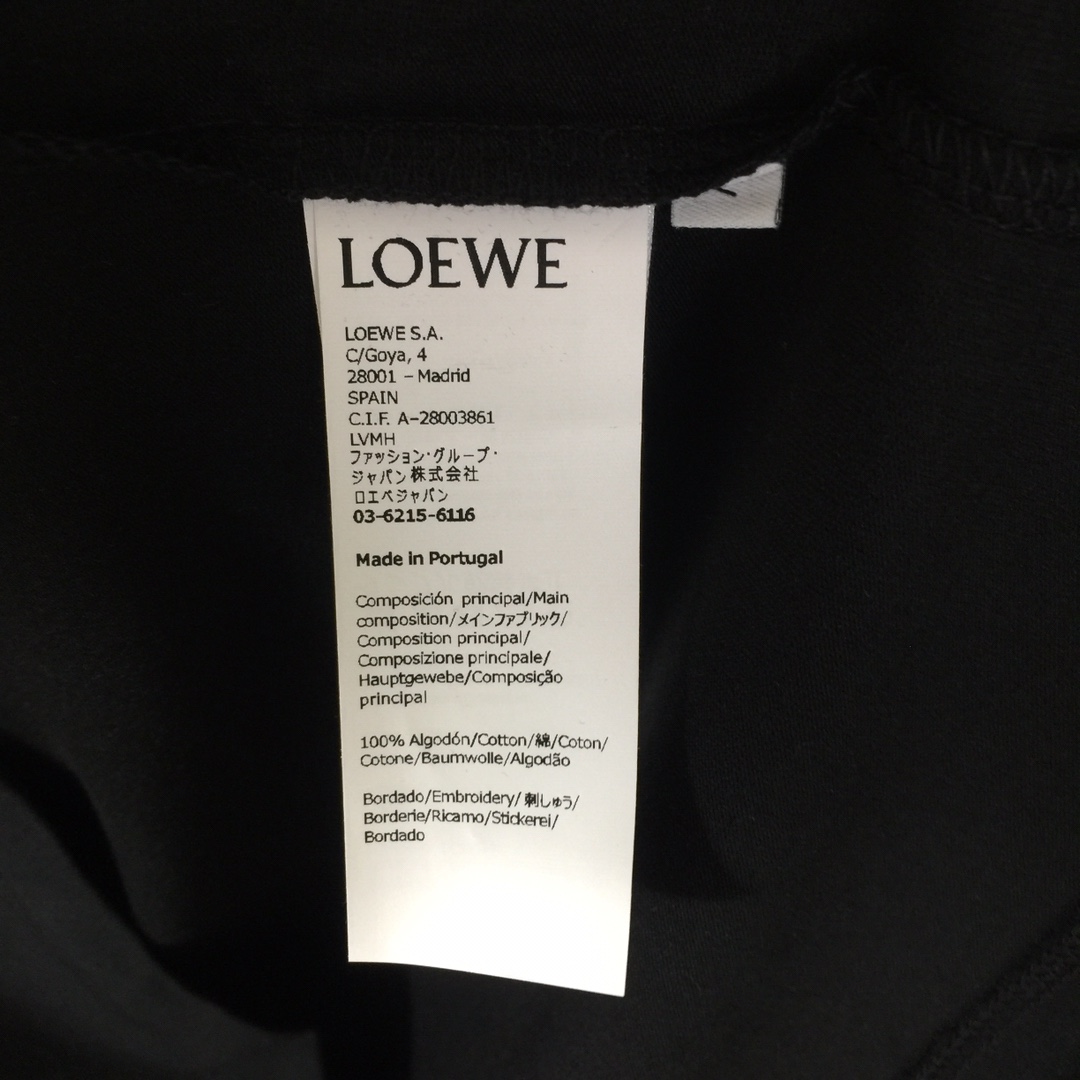 LOEWE
LOEWE S.A.
C/Goya, 4
28001 – Madrid
SPAIN
C.I.F. A-28003861
LVMH
ファッション・グループ・
ジャパン株式会社
ロエベジャパン
03-6215-6116
Made in Portugal
Composición principal/Main
composition/メインファブリック/
Composition principal/
Composizione principale/
Hauptgewebe/Composição
principal
100% Algodón/Cotton/綿/Coton/
Cotone/Baumwolle/Algodão
Bordado/Embroidery/刺しゅう/
Borderie/Ricamo/Stickerei/
Bordado